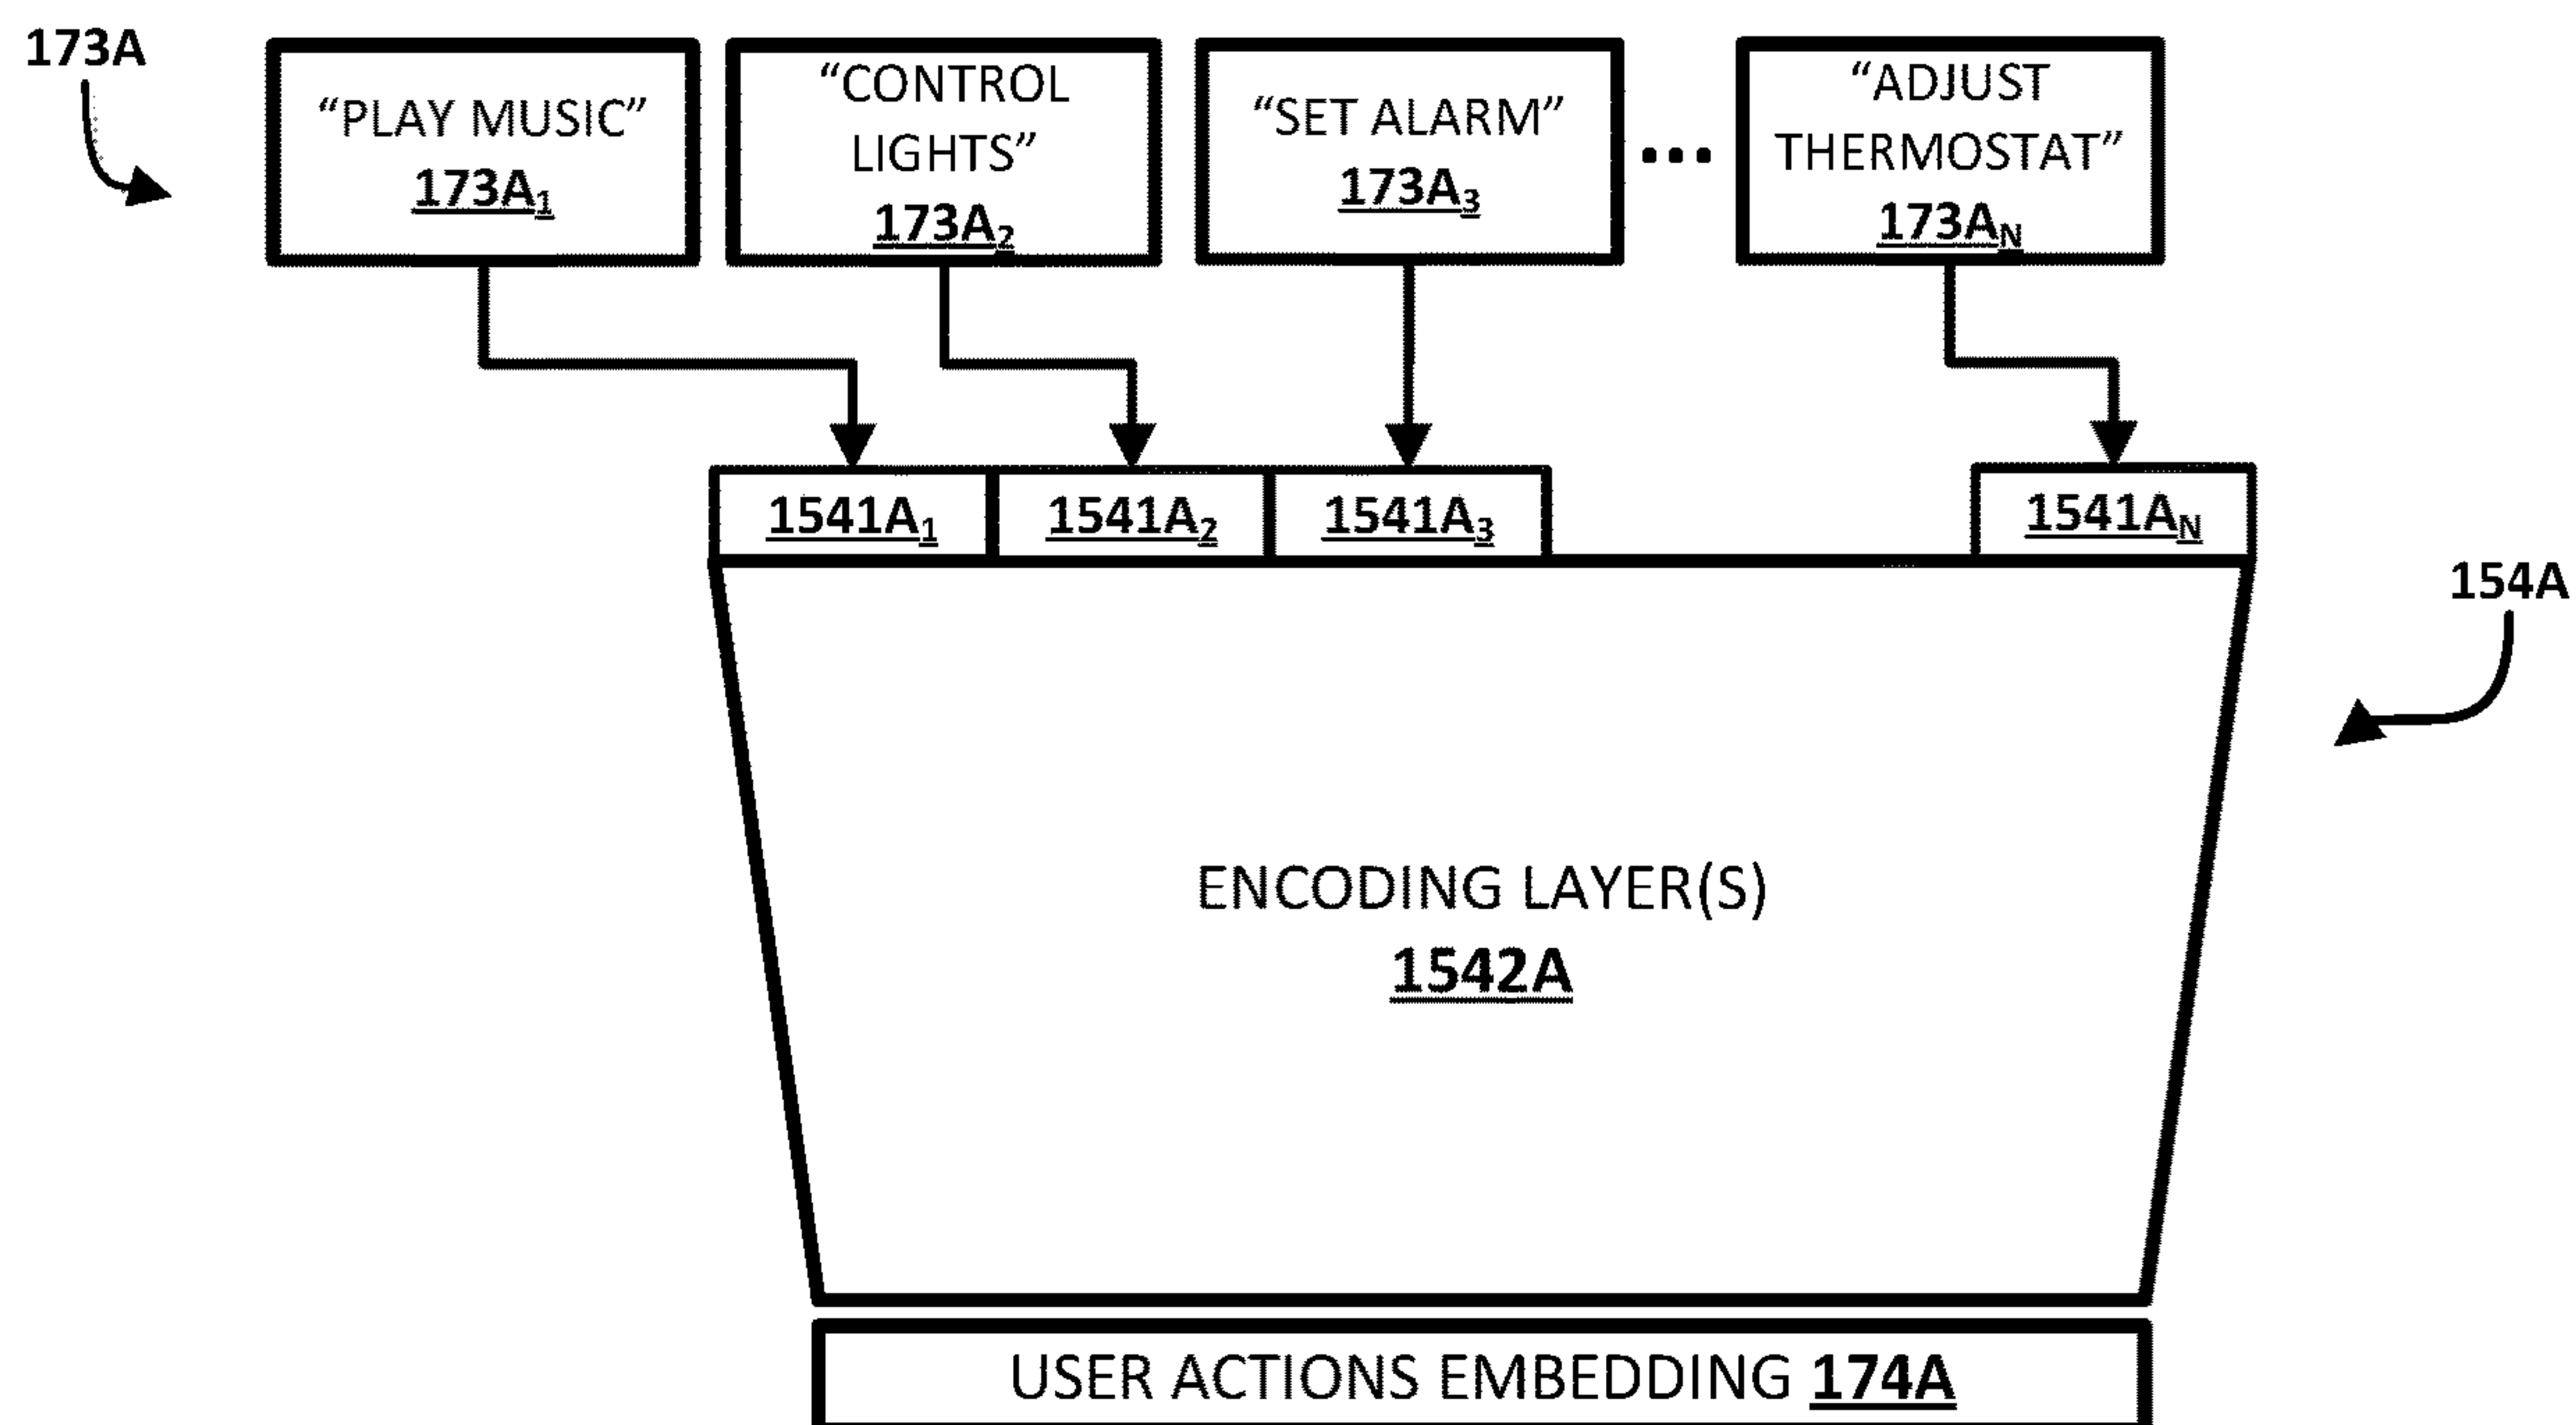 173A
“PLAY MUSIC”
173A1
“CONTROL
LIGHTS”
173A2
“SET ALARM”
173A3
...
“ADJUST
THERMOSTAT”
173AN
1541A1
1541A2
1541A3
1541AN
154A
ENCODING LAYER(S)
1542A
USER ACTIONS EMBEDDING 174A